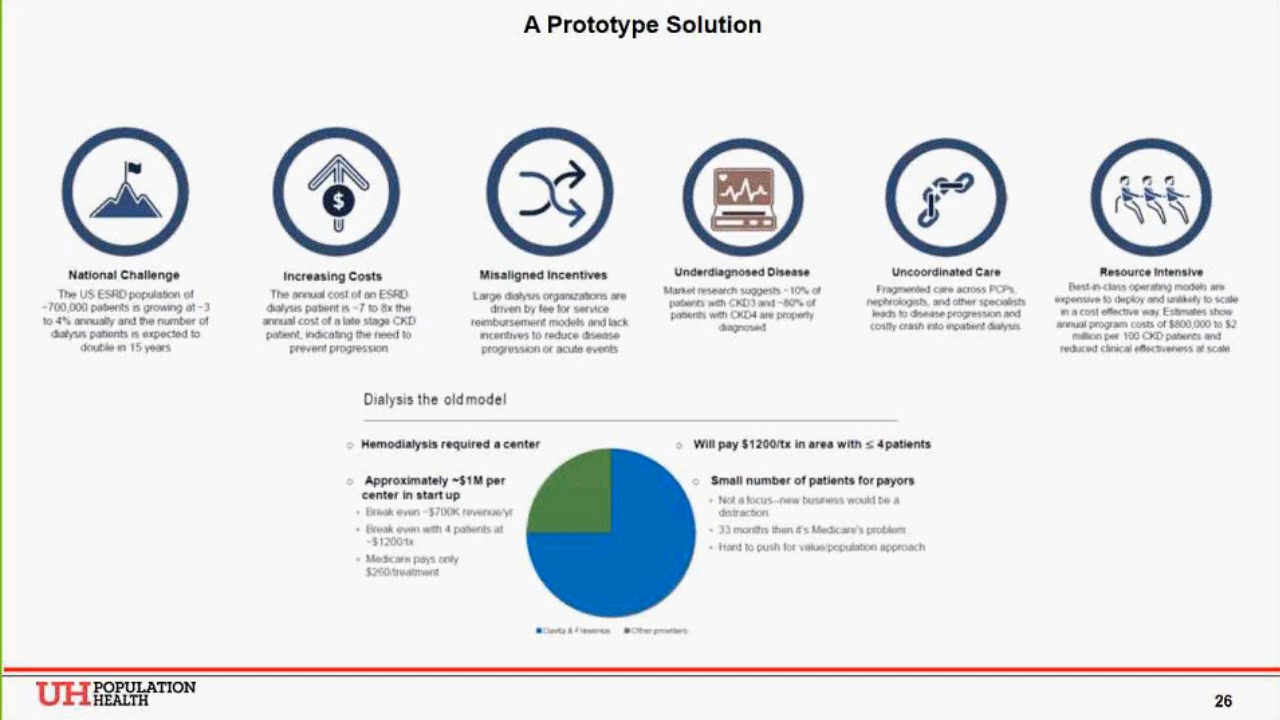 A Prototype Solution
National Challenge
The US ESRD population of
~700,000 patients is growing at ~3
to 4% annually and the number of
dialysis patients is expected to
double in 15 years
Increasing Costs
The annual cost of an ESRD
dialysis patient is ~7 to 8x the
annual cost of a late stage CKD
patient, indicating the need to
prevent progression
Misaligned Incentives
Large dialysis organizations are
driven by fee for service
reimbursement models and lack
incentives to reduce disease
progression or acute events
Underdiagnosed Disease
Market research suggests ~10% of
patients with CKD3 and ~80% of
patients with CKD4 are properly
diagnosed
Uncoordinated Care
Fragmented care across PCPs,
nephrologists, and other specialists
leads to disease progression and
costly crash into inpatient dialysis.
Resource Intensive
Best-in-class operating models are
expensive to deploy and unlikely to scale
in a cost effective way. Estimates show
annual program costs of $800,000 to $2
million per 100 CKD patients and
reduced clinical effectiveness at scale
$
Dialysis the old model
Hemodialysis required a center
Approximately ~$1M per
center in start up
Break even ~$700K revenue/yr
Break even with 4 patients at
~$1200/tx
Medicare pays only
$260/treatment
Will pay $1200/tx in area with ≤ 4 patients
Small number of patients for payors
Not a focus--new business would be a
distraction
33 months then it's Medicare's problem
Hard to push for value/population approach
Other providers
UH POPULATION
HEALTH
26